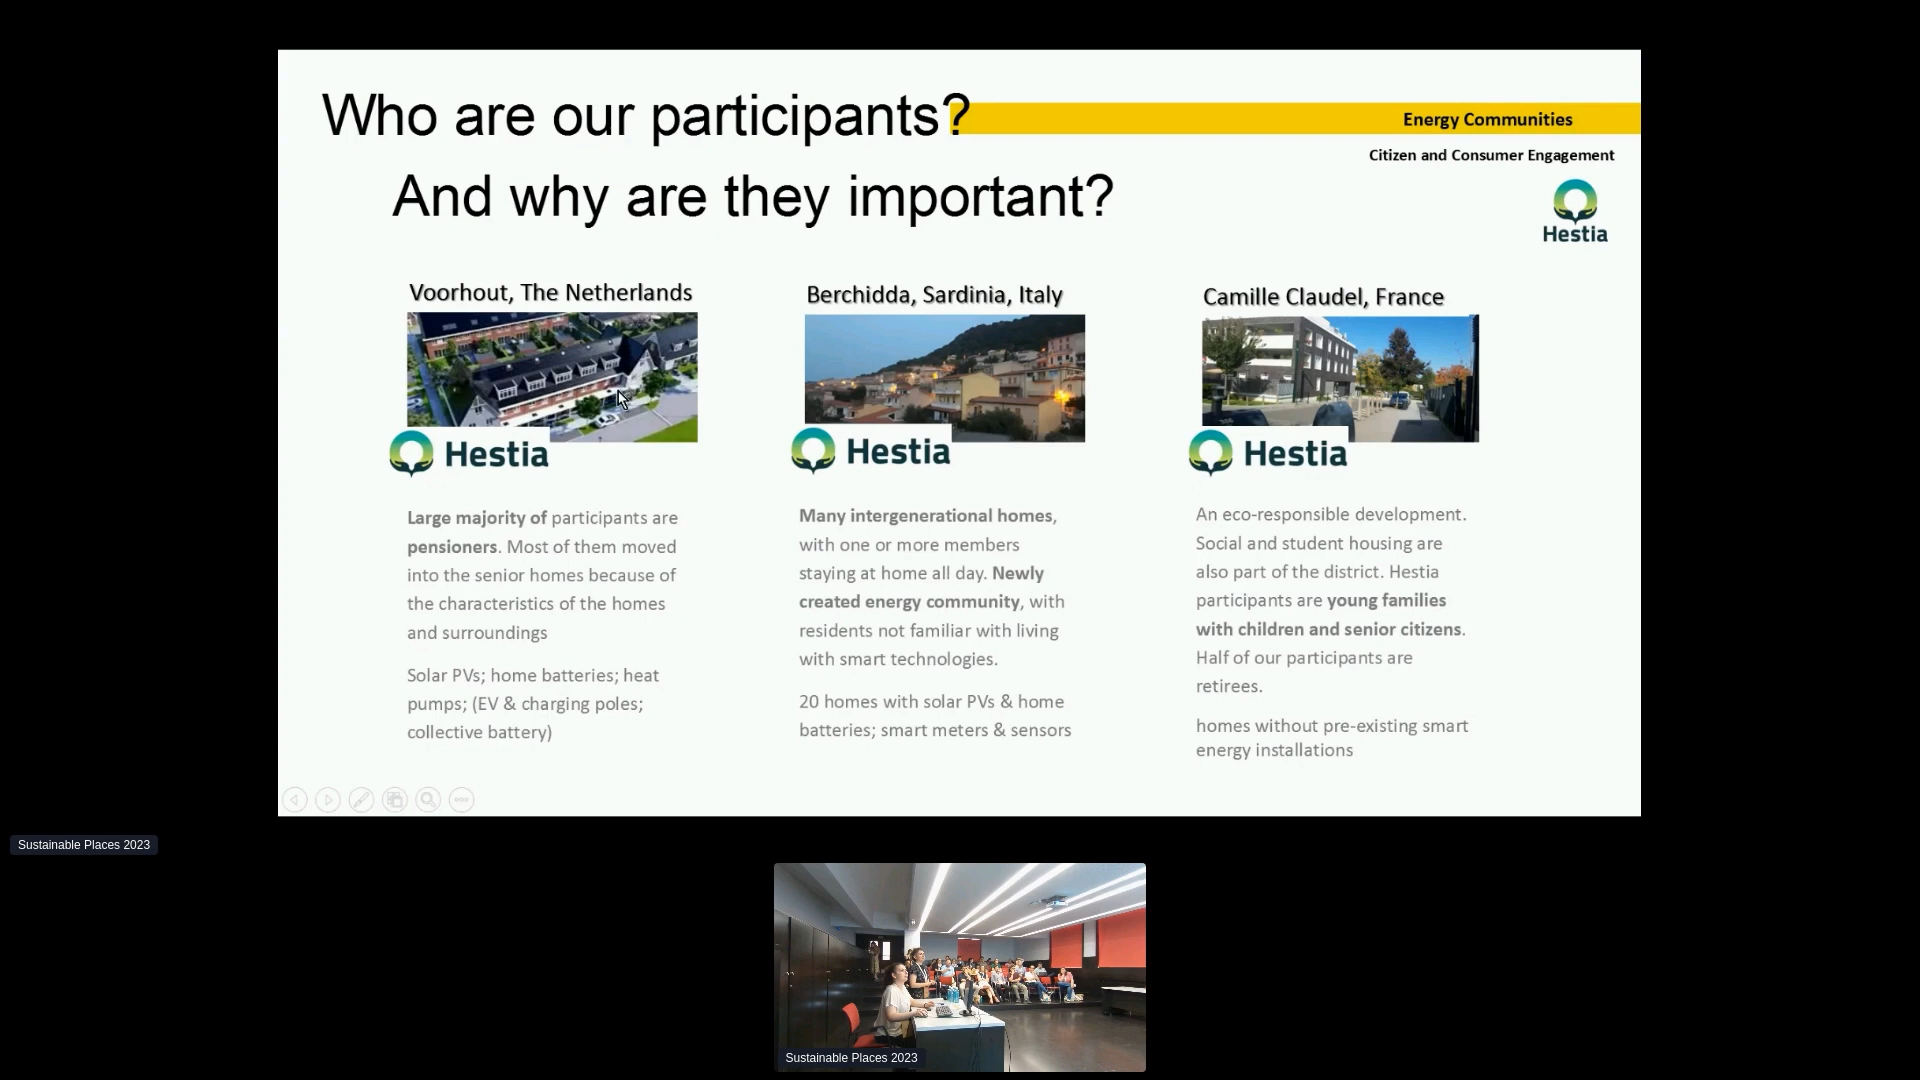 Who are our participants?
And why are they important?
Energy Communities
Citizen and Consumer Engagement
Hestia
Voorhout, The Netherlands
Hestia
Large majority of participants are
pensioners. Most of them moved
into the senior homes because of
the characteristics of the homes
and surroundings
Solar PVs; home batteries; heat
pumps; (EV & charging poles;
collective battery)
Berchidda, Sardinia, Italy
Hestia
Many intergenerational homes,
with one or more members
staying at home all day. Newly
created energy community, with
residents not familiar with living
with smart technologies.
20 homes with solar PVs & home
batteries; smart meters & sensors
Camille Claudel, France
Hestia
An eco-responsible development.
Social and student housing are
also part of the district. Hestia
participants are young families
with children and senior citizens.
Half of our participants are
retirees.
homes without pre-existing smart
energy installations
Sustainable Places 2023
Sustainable Places 2023